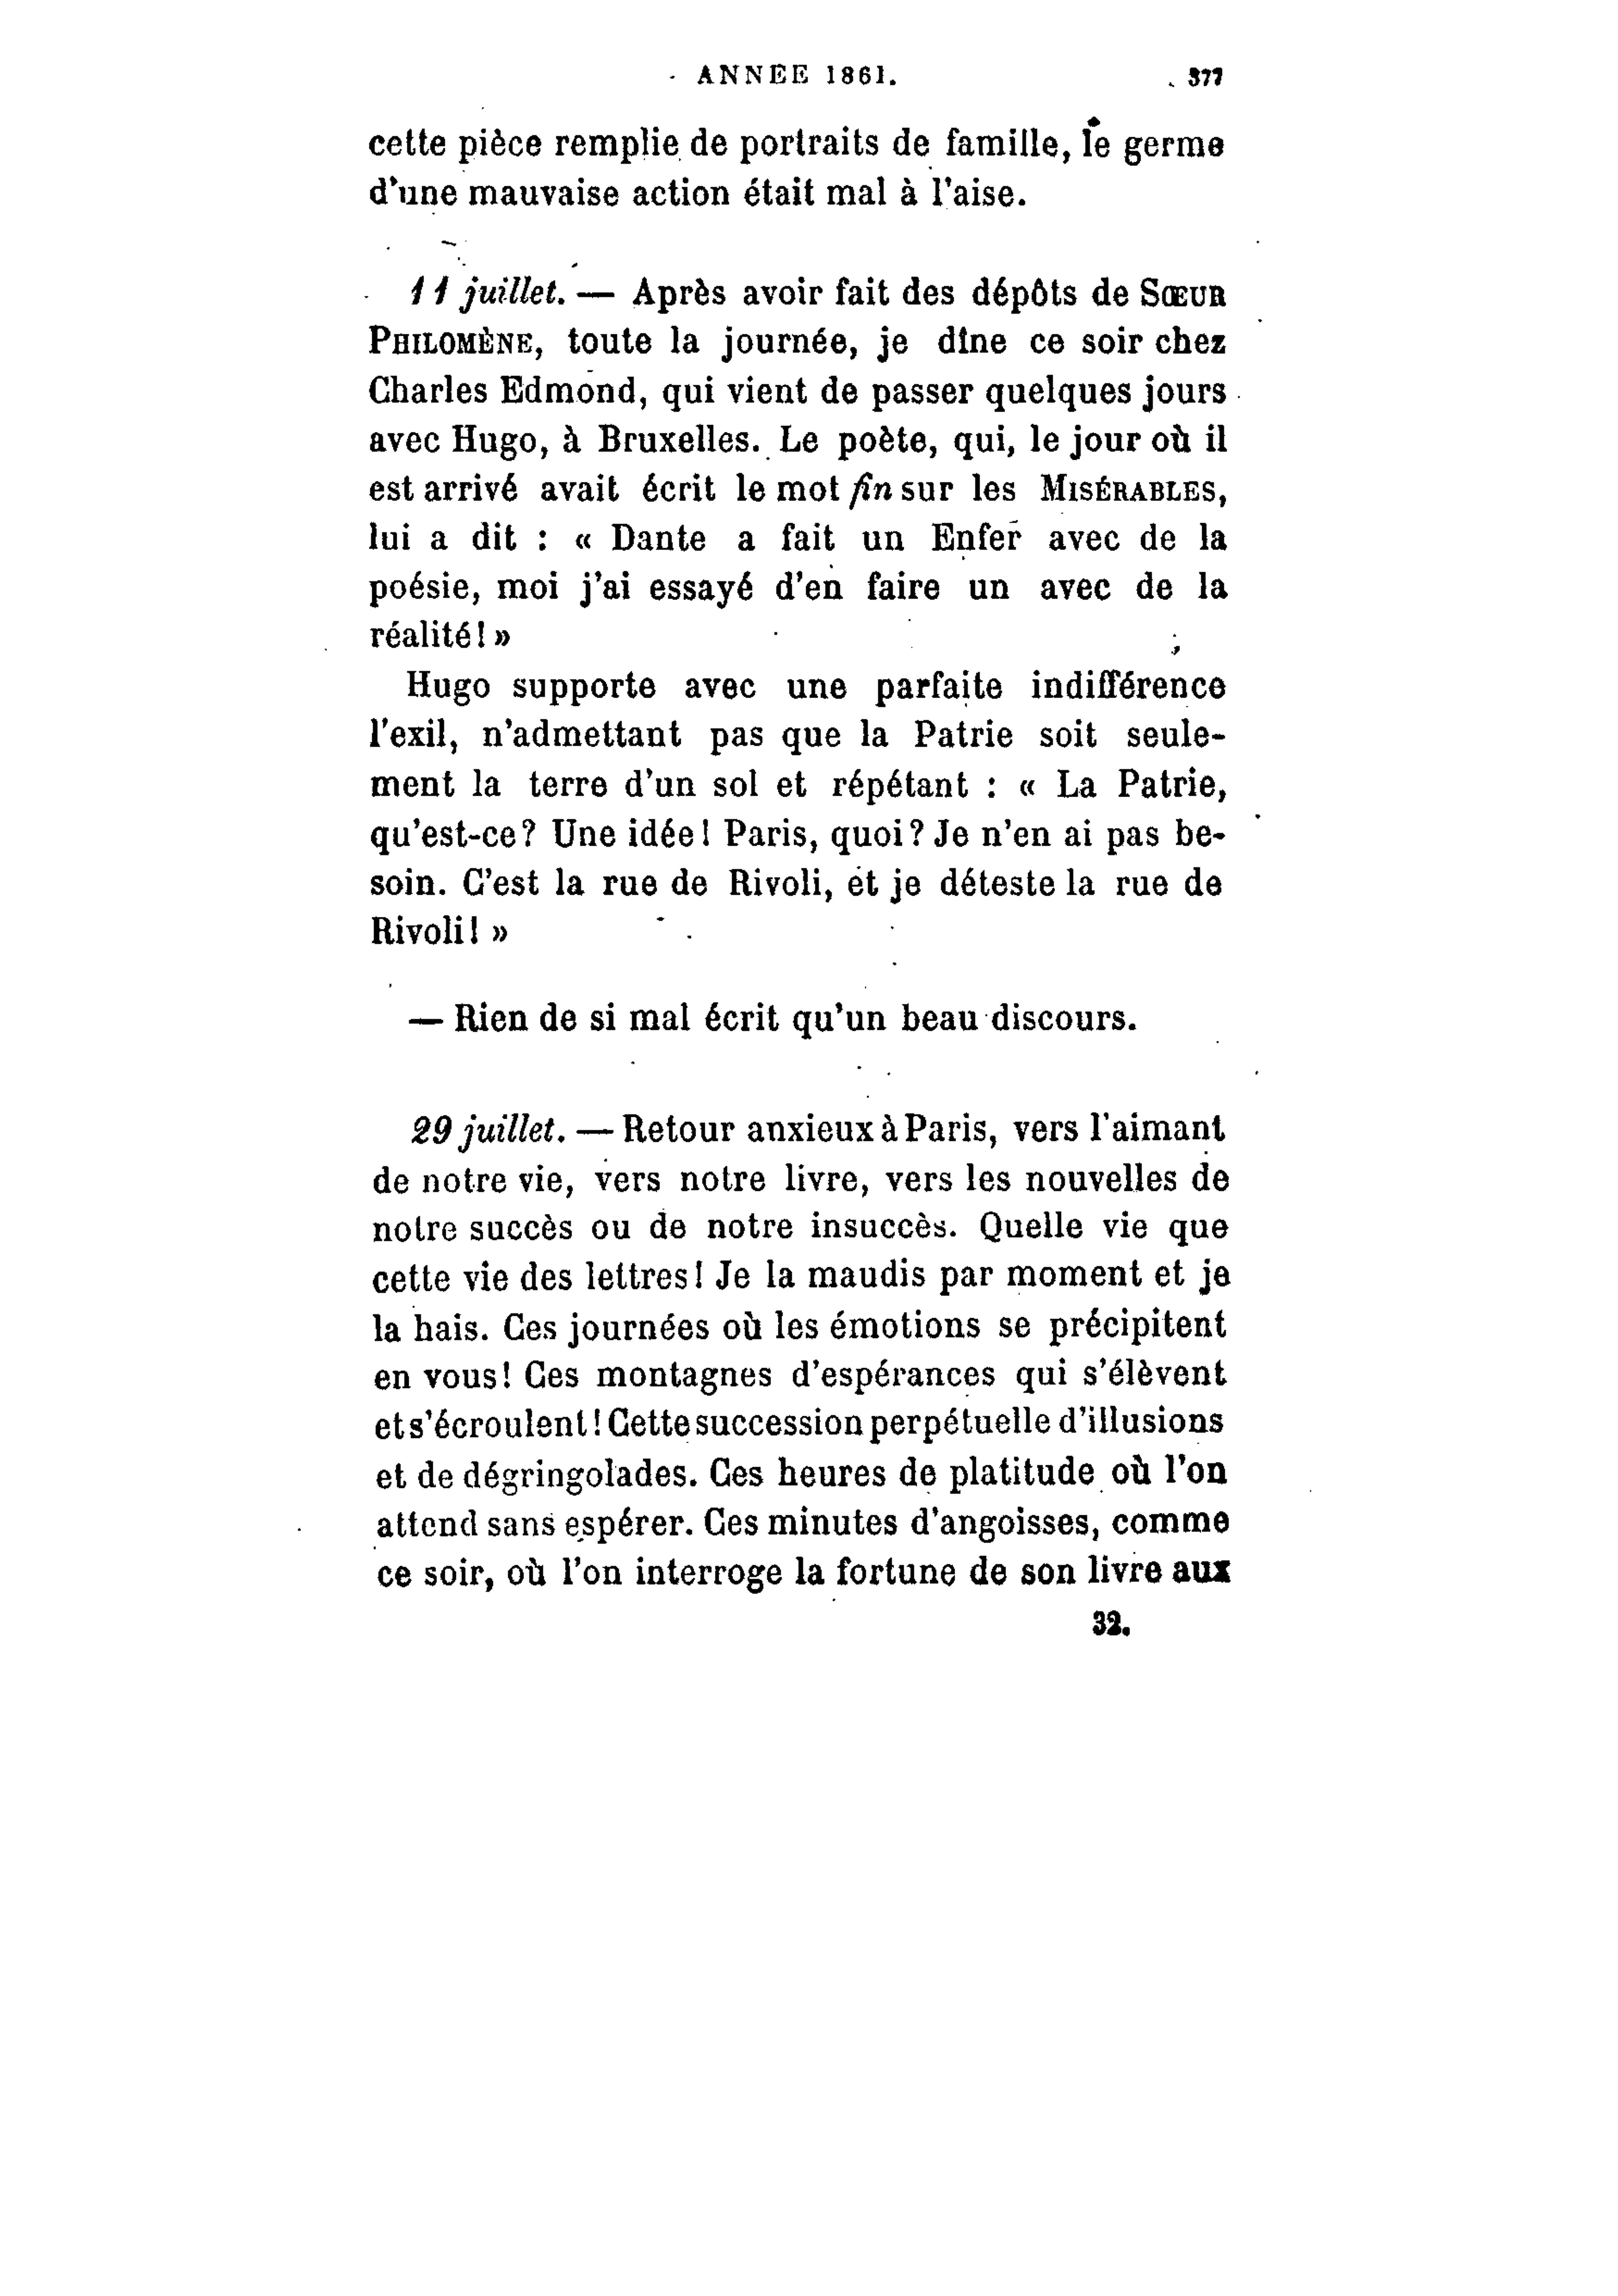 ANNEE 1861. 377
cette pièce remplie de portraits de famille, le germe
d'une mauvaise action était mal à l'aise.
11 juillet. — Après avoir fait des dépôts de SŒUR
PHILOMÈNE, toute la journée, je dîne ce soir chez
Charles Edmond, qui vient de passer quelques jours
avec Hugo, à Bruxelles. Le poète, qui, le jour où il
est arrivé avait écrit le mot fin sur les MISÉRABLES,
lui a dit : « Dante a fait un Enfer avec de la
poésie, moi j'ai essayé d'en faire un avec de la
réalité! »
Hugo supporte avec une parfaite indifférence
l'exil, n'admettant pas que la Patrie soit seule-
ment la terre d'un sol et répétant : « La Patrie,
qu'est-ce? Une idée! Paris, quoi? Je n'en ai pas be-
soin. C'est la rue de Rivoli, et je déteste la rue de
Rivoli! »
— Rien de si mal écrit qu'un beau discours.
29 juillet. — Retour anxieux à Paris, vers l'aimant
de notre vie, vers notre livre, vers les nouvelles de
notre succès ou de notre insuccès. Quelle vie que
cette vie des lettres! Je la maudis par moment et je
la hais. Ces journées où les émotions se précipitent
en vous! Ces montagnes d'espérances qui s'élèvent
et s'écroulent! Cette succession perpétuelle d'illusions
et de dégringolades. Ces heures de platitude où l'on
attend sans espérer. Ces minutes d'angoisses, comme
ce soir, où l'on interroge la fortune de son livre aux
32.